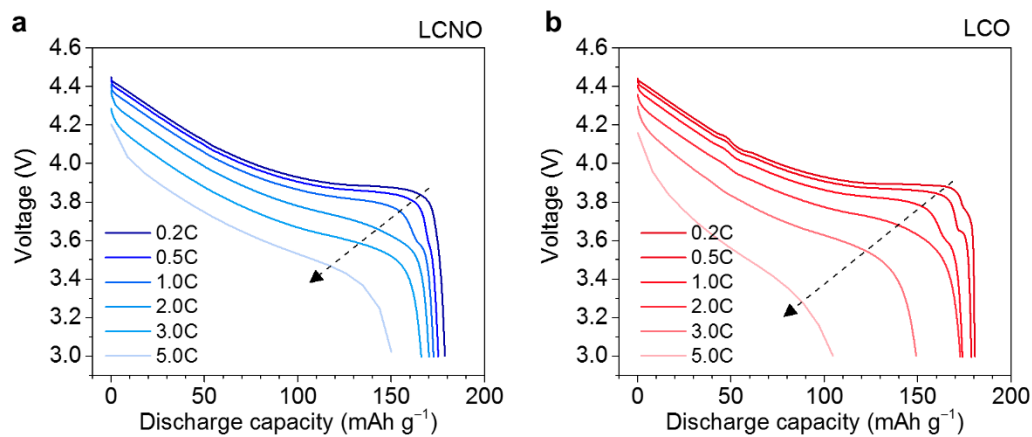 a
LCNO
Voltage (V)
4.6
4.4
4.2
4.0
3.8
3.6
3.4
3.2
3.0
0.2C
0.5C
1.0C
2.0C
3.0C
5.0C
0 50 100 150 200
Discharge capacity (mAh g⁻¹)
b
LCO
Voltage (V)
4.6
4.4
4.2
4.0
3.8
3.6
3.4
3.2
3.0
0.2C
0.5C
1.0C
2.0C
3.0C
5.0C
0 50 100 150 200
Discharge capacity (mAh g⁻¹)